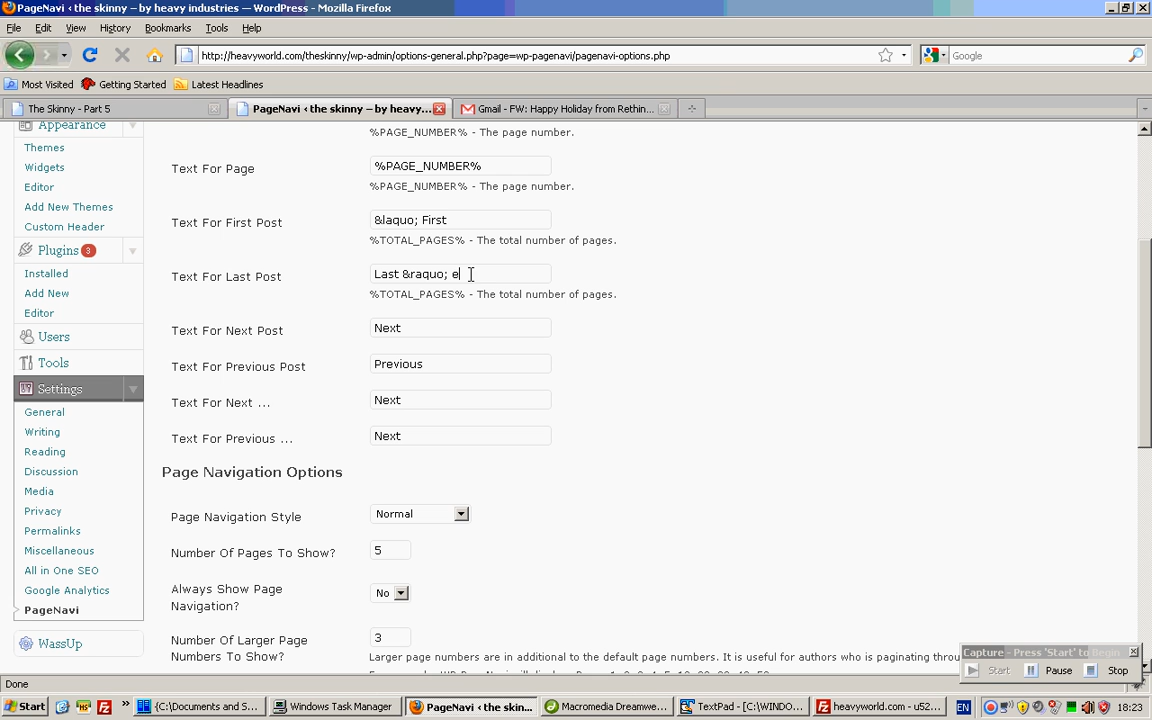 PageNavi ‹ the skinny – by heavy industries — WordPress - Mozilla Firefox
File Edit View History Bookmarks Tools Help
http://heavyworld.com/theskinny/wp-admin/options-general.php?page=wp-pagenavi/pagenavi-options.php
Google
Most Visited Getting Started Latest Headlines
The Skinny - Part 5
PageNavi ‹ the skinny – by heavy...
Gmail - FW: Happy Holiday from Rethin...
Appearance
Themes
Widgets
Editor
Add New Themes
Custom Header
Plugins 3
Installed
Add New
Editor
Users
Tools
Settings
General
Writing
Reading
Discussion
Media
Privacy
Permalinks
Miscellaneous
All in One SEO
Google Analytics
PageNavi
WassUp
%PAGE_NUMBER% - The page number.
Text For Page %PAGE_NUMBER%
%PAGE_NUMBER% - The page number.
Text For First Post &laquo; First
%TOTAL_PAGES% - The total number of pages.
Text For Last Post Last &raquo; e
%TOTAL_PAGES% - The total number of pages.
Text For Next Post Next
Text For Previous Post Previous
Text For Next ... Next
Text For Previous ... Next
Page Navigation Options
Page Navigation Style Normal
Number Of Pages To Show? 5
Always Show Page
Navigation?
No
Number Of Larger Page
Numbers To Show?
3
Larger page numbers are in additional to the default page numbers. It is useful for authors who is paginating
Capture - Press 'Start' to Begin
Start Pause Stop
Done
Start
{C:\Documents and S...
Windows Task Manager
PageNavi ‹ the skin...
Macromedia Dreamwe...
TextPad - [C:\WINDO...
heavyworld.com - u52...
EN
18:23